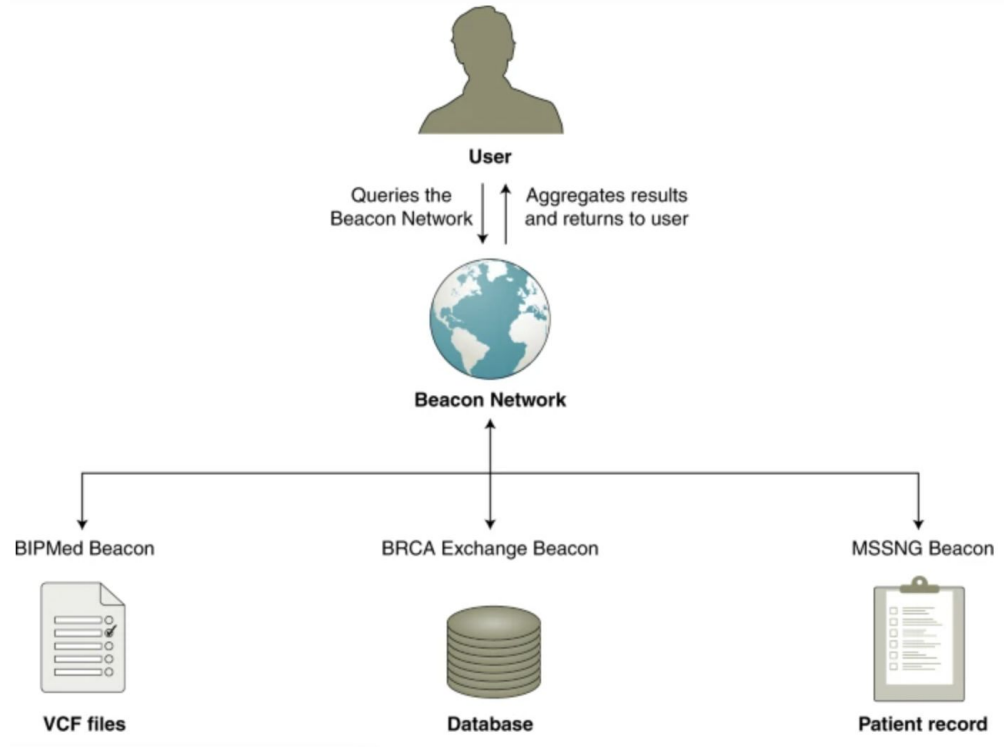 User
Queries the
Beacon Network
Aggregates results
and returns to user
Beacon Network
BIPMed Beacon
BRCA Exchange Beacon
MSSNG Beacon
VCF files
Database
Patient record